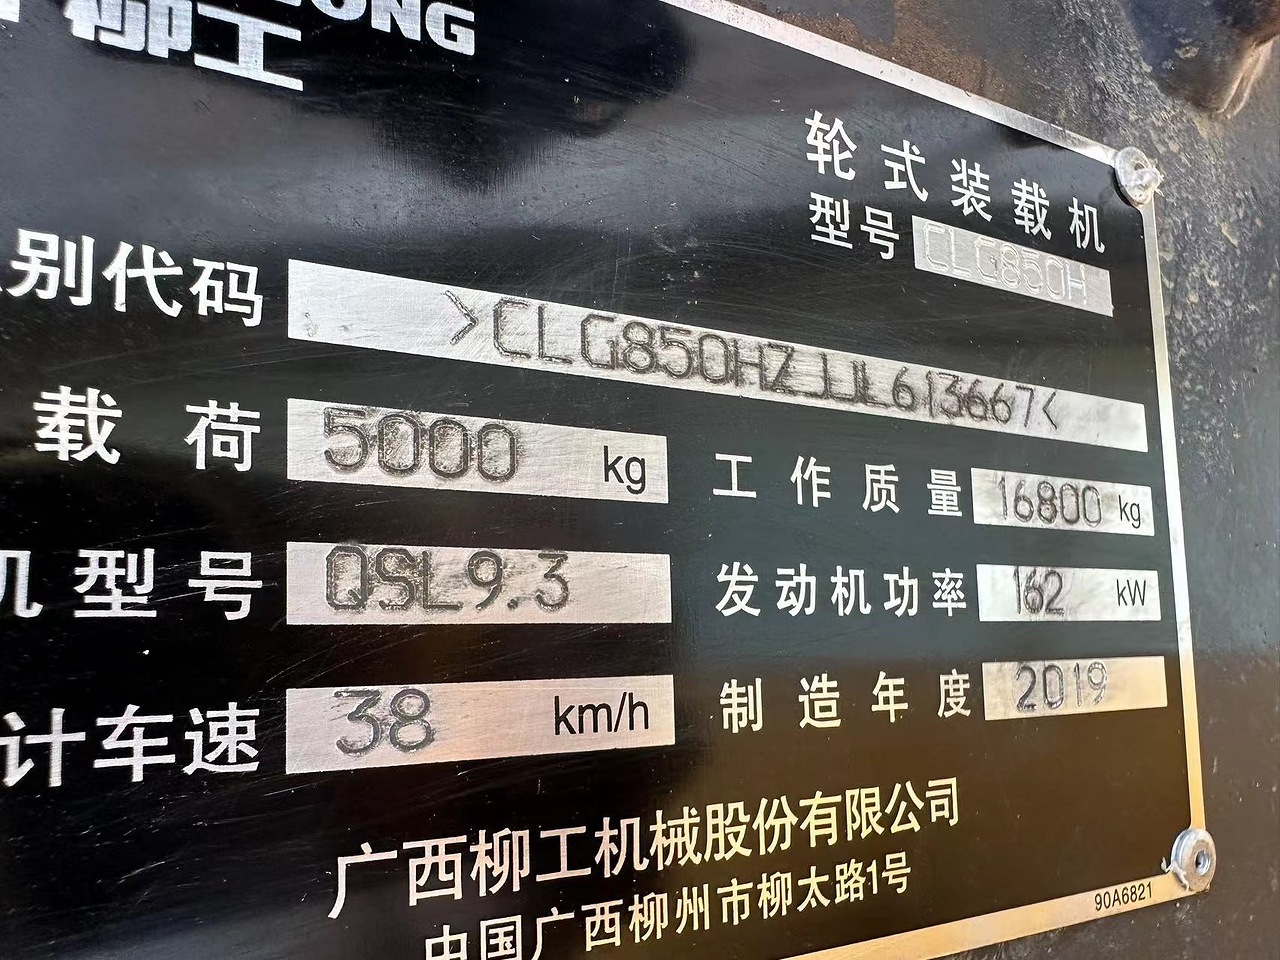 柳工
轮式装载机
型号 CLG850H
别代码 >CLG850HZJJL613667<
载荷 5000 kg 工作质量 16800 kg
机型号 QSL9.3 发动机功率 162 kW
计车速 38 km/h 制造年度 2019
广西柳工机械股份有限公司
中国广西柳州市柳太路1号
90A6821